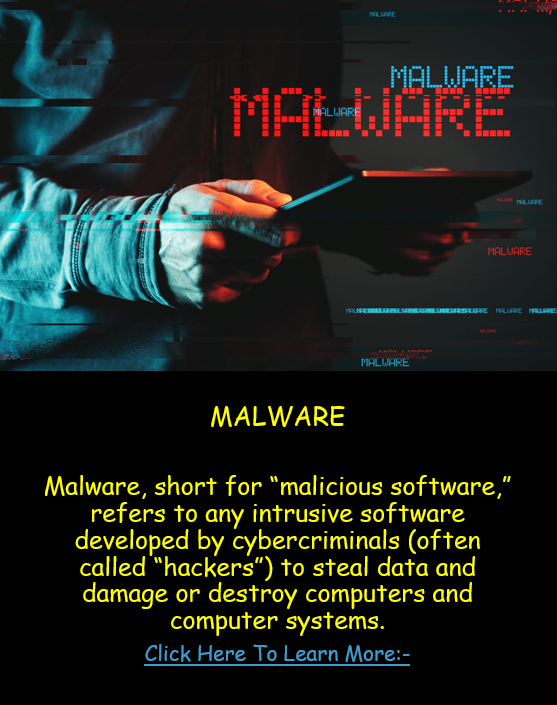 MALWARE
MALWARE
MALWARE
MALWARE
MALWARE
MALWARE
MALWARE MALWARE
MALWARE
MALWARE
MALWARE
Malware, short for “malicious software,”
refers to any intrusive software
developed by cybercriminals (often
called “hackers”) to steal data and
damage or destroy computers and
computer systems.
Click Here To Learn More:-